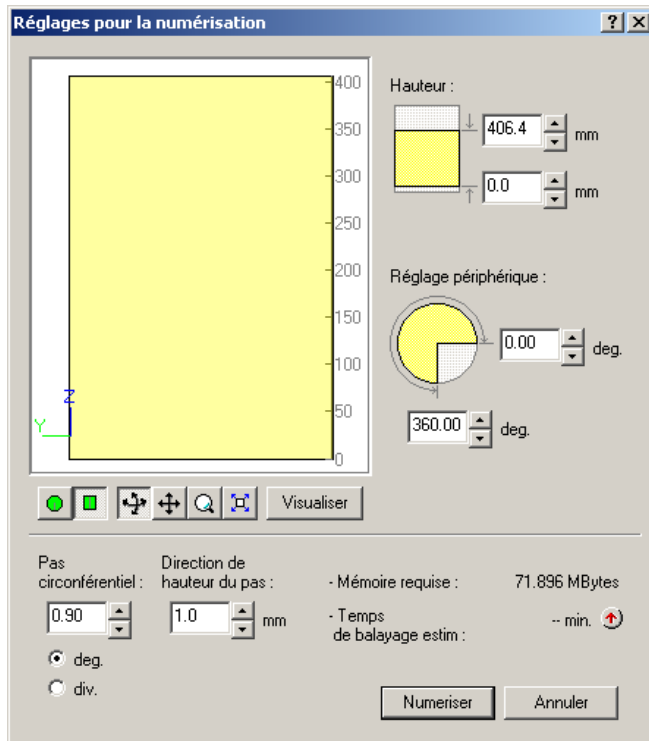 Réglages pour la numérisation
400
350
300
250
200
150
100
50
0
Z
Y
Hauteur :
406.4 mm
0.0 mm
Réglage périphérique :
0.00 deg.
360.00 deg.
Visualiser
Pas
circonférentiel :
0.90
deg.
div.
Direction de
hauteur du pas :
1.0 mm
- Mémoire requise : 71.896 MBytes
- Temps
de balayage estim : -- min.
Numeriser
Annuler